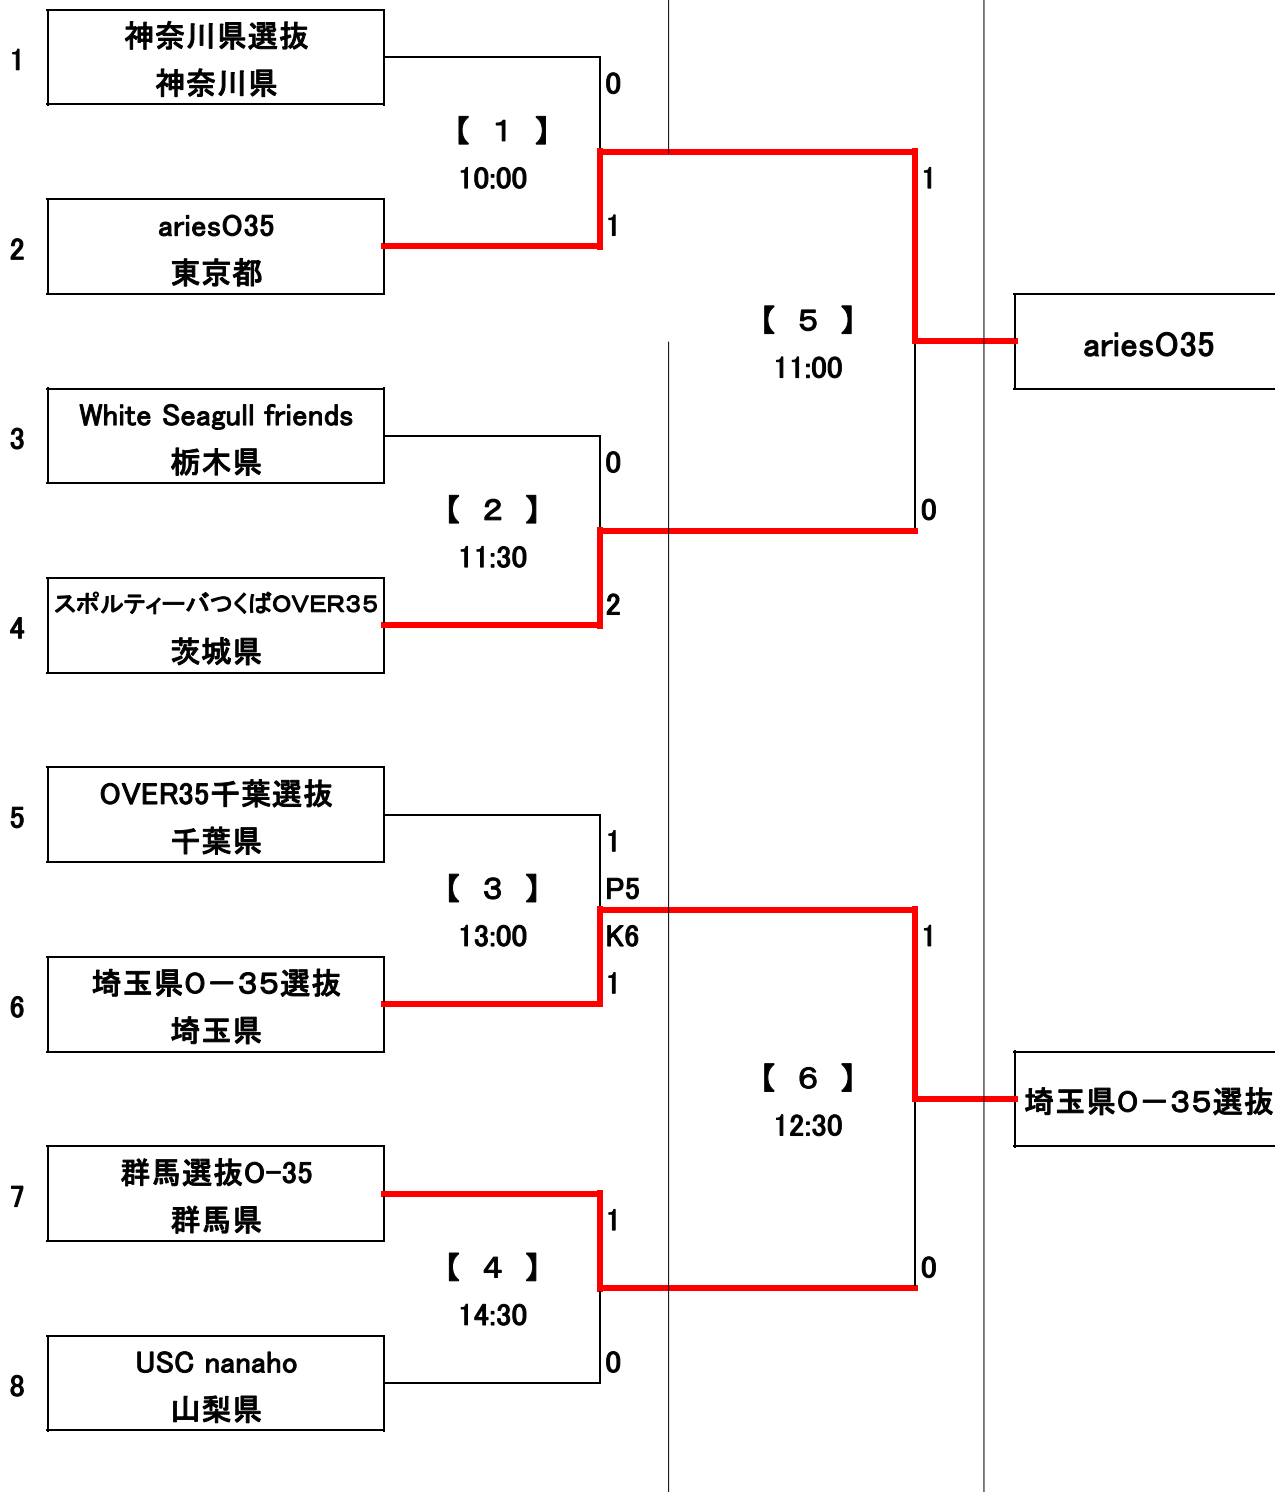 神奈川県選抜
1
神奈川県
0
【 1 】
10:00
1
ariesO35
1
2
東京都
【 5 】
11:00
ariesO35
White Seagull friends
3
栃木県
0
【 2 】
0
11:30
スポルティーバつくばOVER35
2
4
茨城県
OVER35千葉選抜
5
千葉県
1
【 3 】
P5
13:00
K6
1
埼玉県O－35選抜
1
6
埼玉県
【 6 】
埼玉県O－35選抜
12:30
群馬選抜O-35
7
群馬県
1
【 4 】
0
14:30
USC nanaho
0
8
山梨県